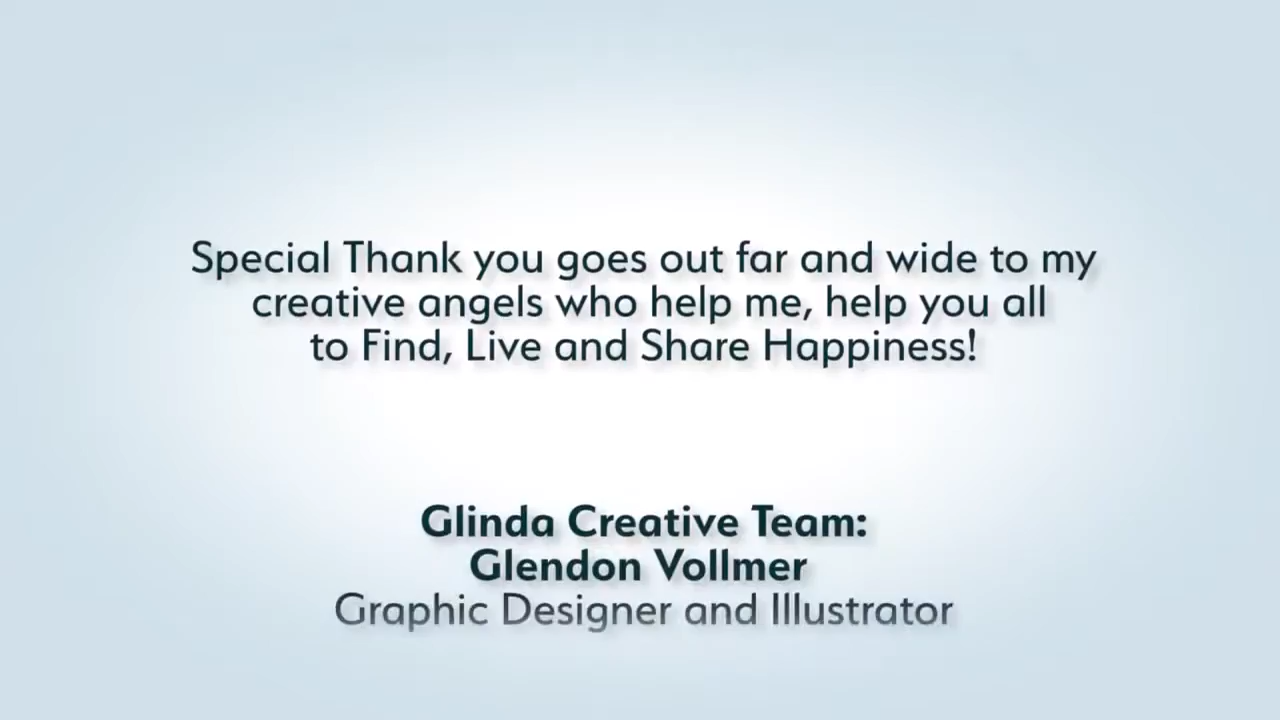 Special Thank you goes out far and wide to my
creative angels who help me, help you all
to Find, Live and Share Happiness!
Glinda Creative Team:
Glendon Vollmer
Graphic Designer and Illustrator